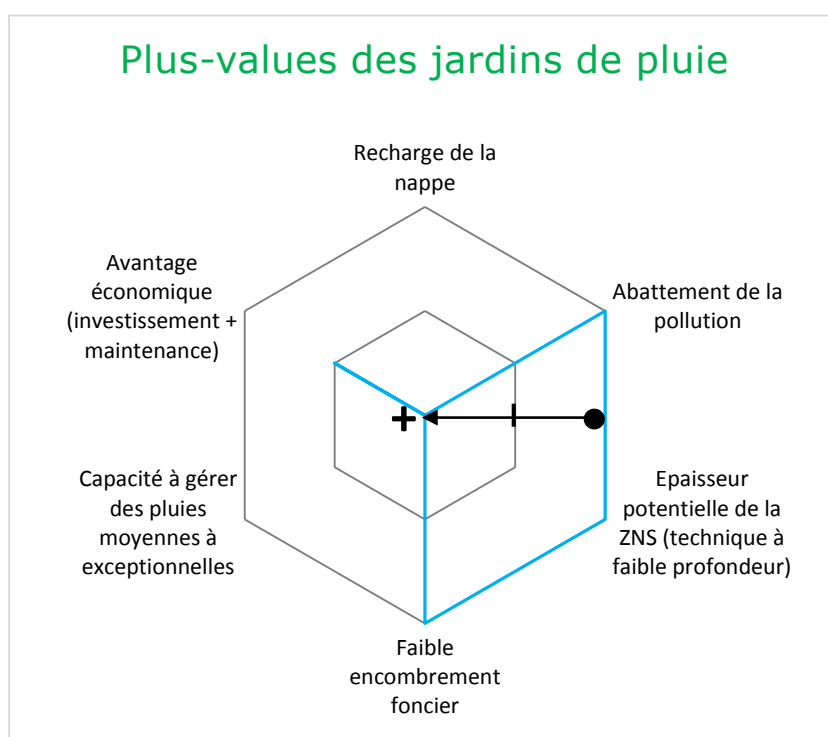 Plus-values des jardins de pluie
Recharge de la
nappe
Abattement de la
pollution
Epaisseur
potentielle de la
ZNS (technique à
faible profondeur)
Faible
encombrement
foncier
Capacité à gérer
des pluies
moyennes à
exceptionnelles
Avantage
économique
(investissement +
maintenance)
+